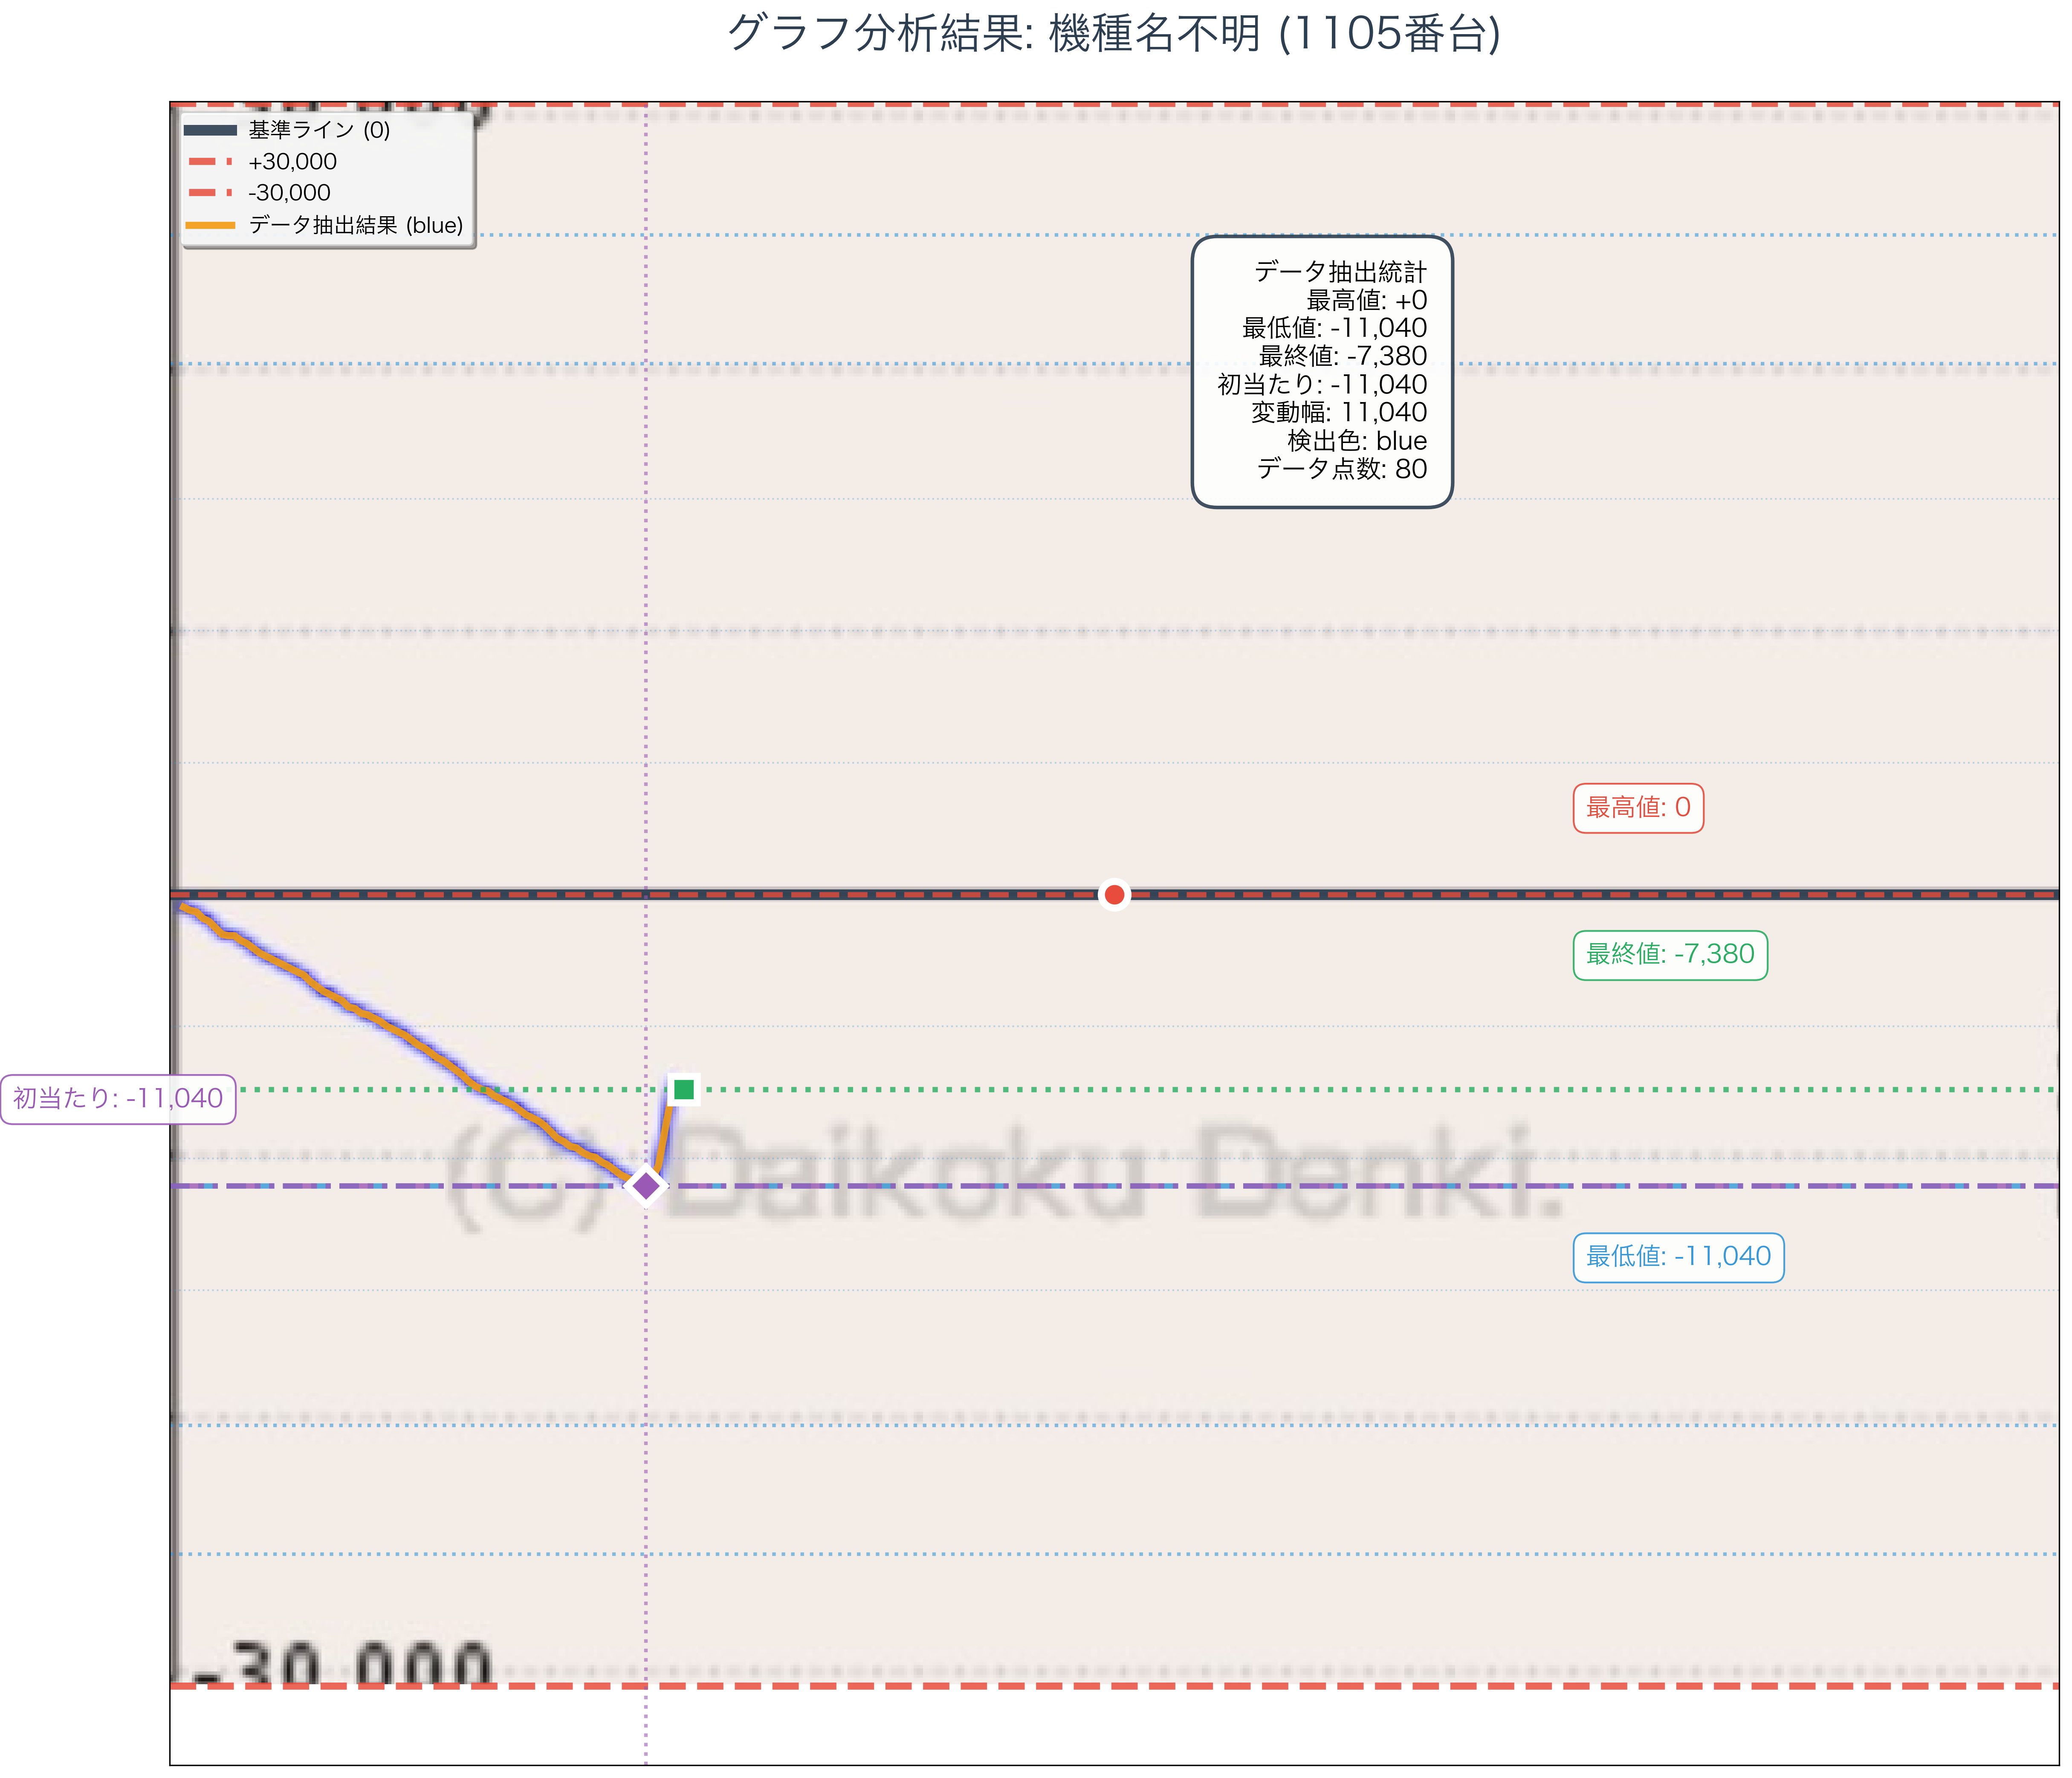 グラフ分析結果: 機種名不明 (1105番台)
基準ライン (0)
+30,000
-30,000
データ抽出結果 (blue)
データ抽出統計
最高値: +0
最低値: -11,040
最終値: -7,380
初当たり: -11,040
変動幅: 11,040
検出色: blue
データ点数: 80
最高値: 0
最終値: -7,380
初当たり: -11,040
(C) Daikoku Denki.
最低値: -11,040
-30,000